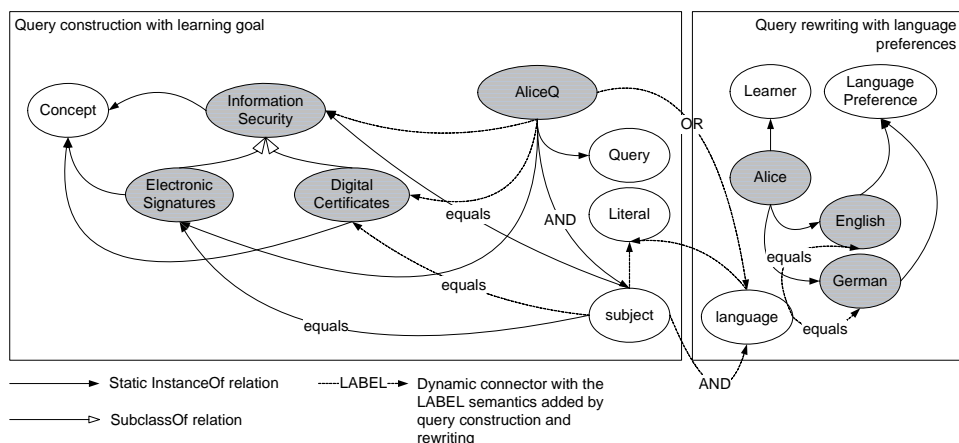 Query construction with learning goal
Query rewriting with language
preferences
Concept
Information
Security
AliceQ
Learner
Language
Preference
OR
Query
Alice
Electronic
Signatures
Digital
Certificates
equals
AND
Literal
English
equals
German
equals
subject
language
equals
equals
AND
Static InstanceOf relation
LABEL
Dynamic connector with the
LABEL semantics added by
query construction and
rewriting
SubclassOf relation